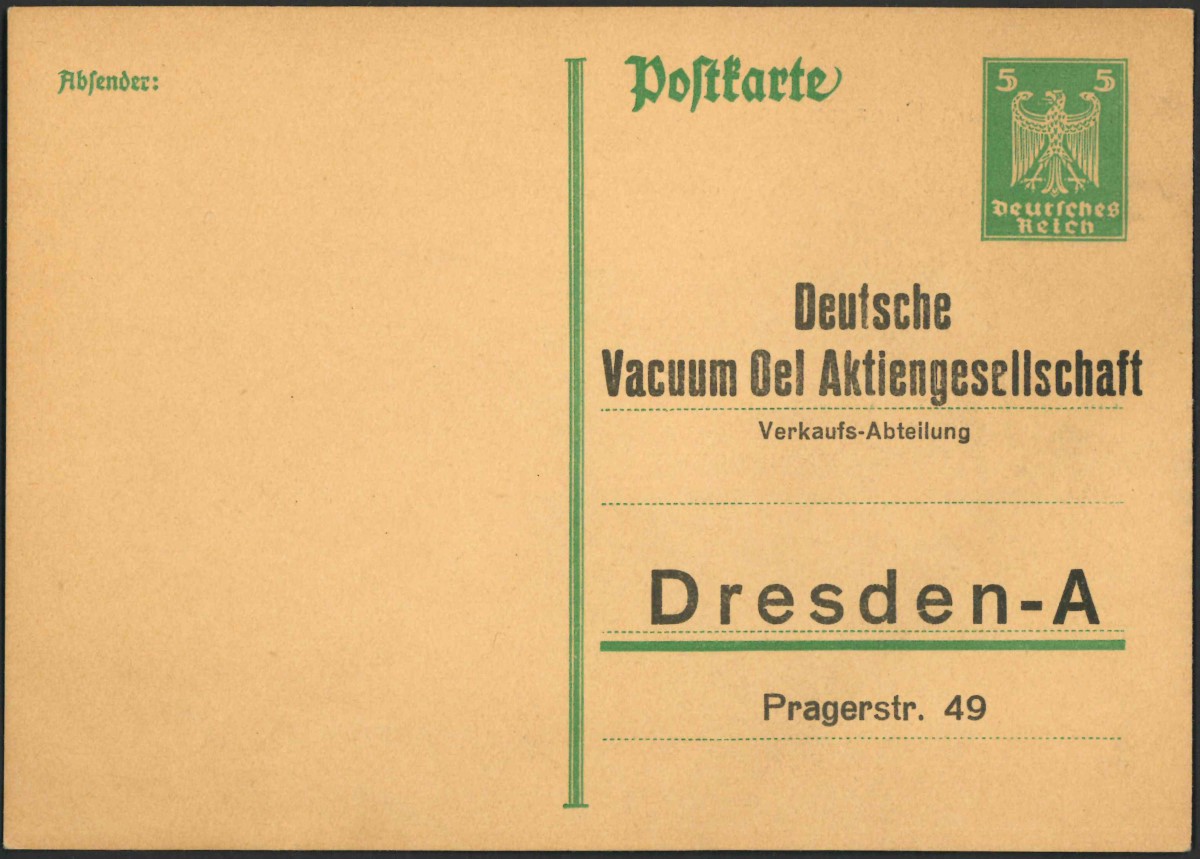 Absender:
Postkarte
5 5
Deutsches
Reich
Deutsche
Vacuum Oel Aktiengesellschaft
Verkaufs-Abteilung
Dresden-A
Pragerstr. 49